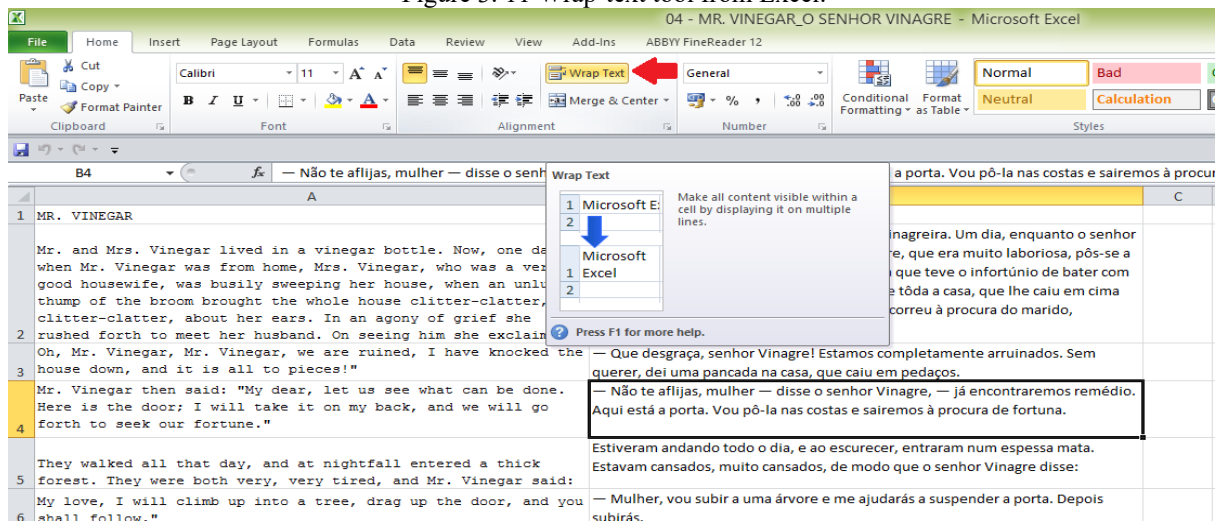 Figure 3. 11 Wrap text tool from Excel.
04 - MR. VINEGAR_O SENHOR VINAGRE - Microsoft Excel
File Home Insert Page Layout Formulas Data Review View Add-Ins ABBYY FineReader 12
Cut
Copy
Format Painter
Paste
Calibri 11 A A
B I U A
Wrap Text
Merge & Center
General
% , .0 .00 .00 .0
Conditional Formatting
Format as Table
Normal Bad
Neutral Calculation
Clipboard Font Alignment Number Styles
B4 fx — Não te aflijas, mulher — disse o senh
a porta. Vou pô-la nas costas e sairemos à procu
A C
Wrap Text
Make all content visible within a
cell by displaying it on multiple
lines.
1 Microsoft E
2
Microsoft
1 Excel
2
Press F1 for more help.
1 MR. VINEGAR
Mr. and Mrs. Vinegar lived in a vinegar bottle. Now, one da
when Mr. Vinegar was from home, Mrs. Vinegar, who was a ver
good housewife, was busily sweeping her house, when an unlu
thump of the broom brought the whole house clitter-clatter,
clitter-clatter, about her ears. In an agony of grief she
2 rushed forth to meet her husband. On seeing him she exclaim
inagreira. Um dia, enquanto o senhor
re, que era muito laboriosa, pôs-se a
que teve o infortúnio de bater com
e tôda a casa, que lhe caiu em cima
correu à procura do marido,
Oh, Mr. Vinegar, Mr. Vinegar, we are ruined, I have knocked the
3 house down, and it is all to pieces!"
— Que desgraça, senhor Vinagre! Estamos completamente arruinados. Sem
querer, dei uma pancada na casa, que caiu em pedaços.
Mr. Vinegar then said: "My dear, let us see what can be done.
Here is the door; I will take it on my back, and we will go
4 forth to seek our fortune."
— Não te aflijas, mulher — disse o senhor Vinagre, — já encontraremos remédio.
Aqui está a porta. Vou pô-la nas costas e sairemos à procura de fortuna.
They walked all that day, and at nightfall entered a thick
5 forest. They were both very, very tired, and Mr. Vinegar said:
Estiveram andando todo o dia, e ao escurecer, entraram num espessa mata.
Estavam cansados, muito cansados, de modo que o senhor Vinagre disse:
My love, I will climb up into a tree, drag up the door, and you
6 shall follow."
— Mulher, vou subir a uma árvore e me ajudarás a suspender a porta. Depois
subirás.